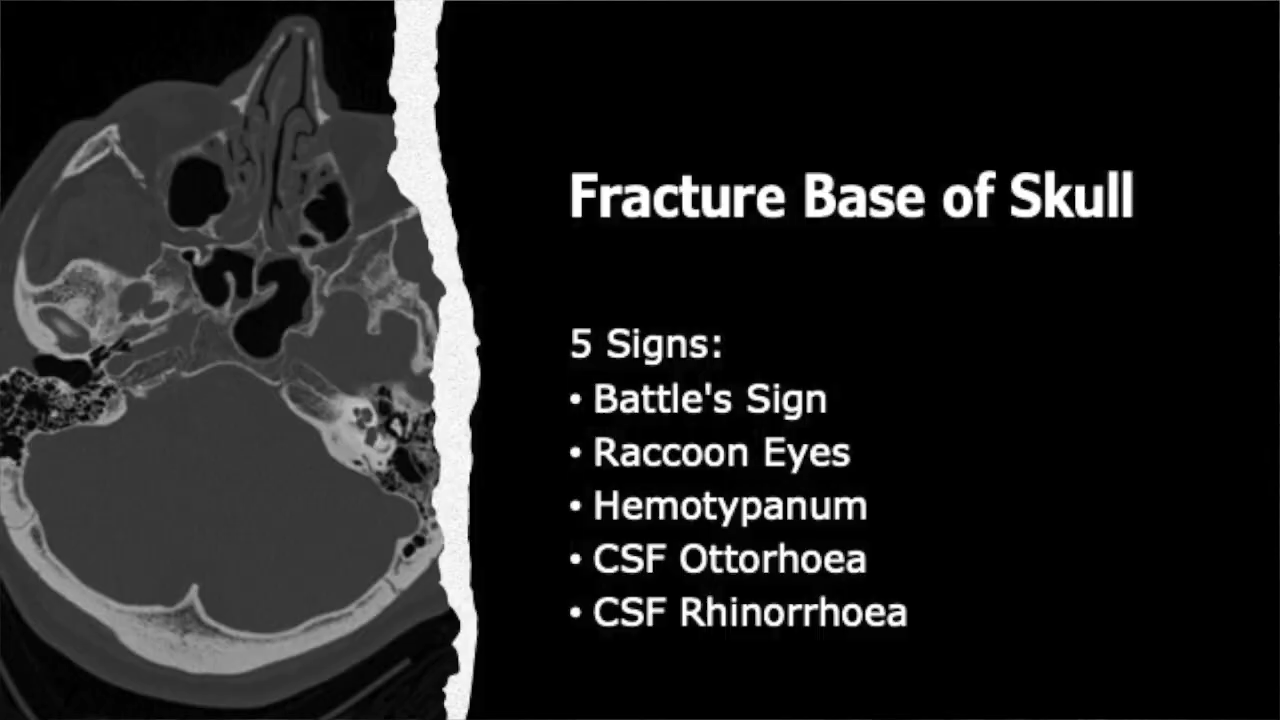 Fracture Base of Skull
5 Signs:
• Battle's Sign
• Raccoon Eyes
• Hemotypanum
• CSF Ottorhoea
• CSF Rhinorrhoea